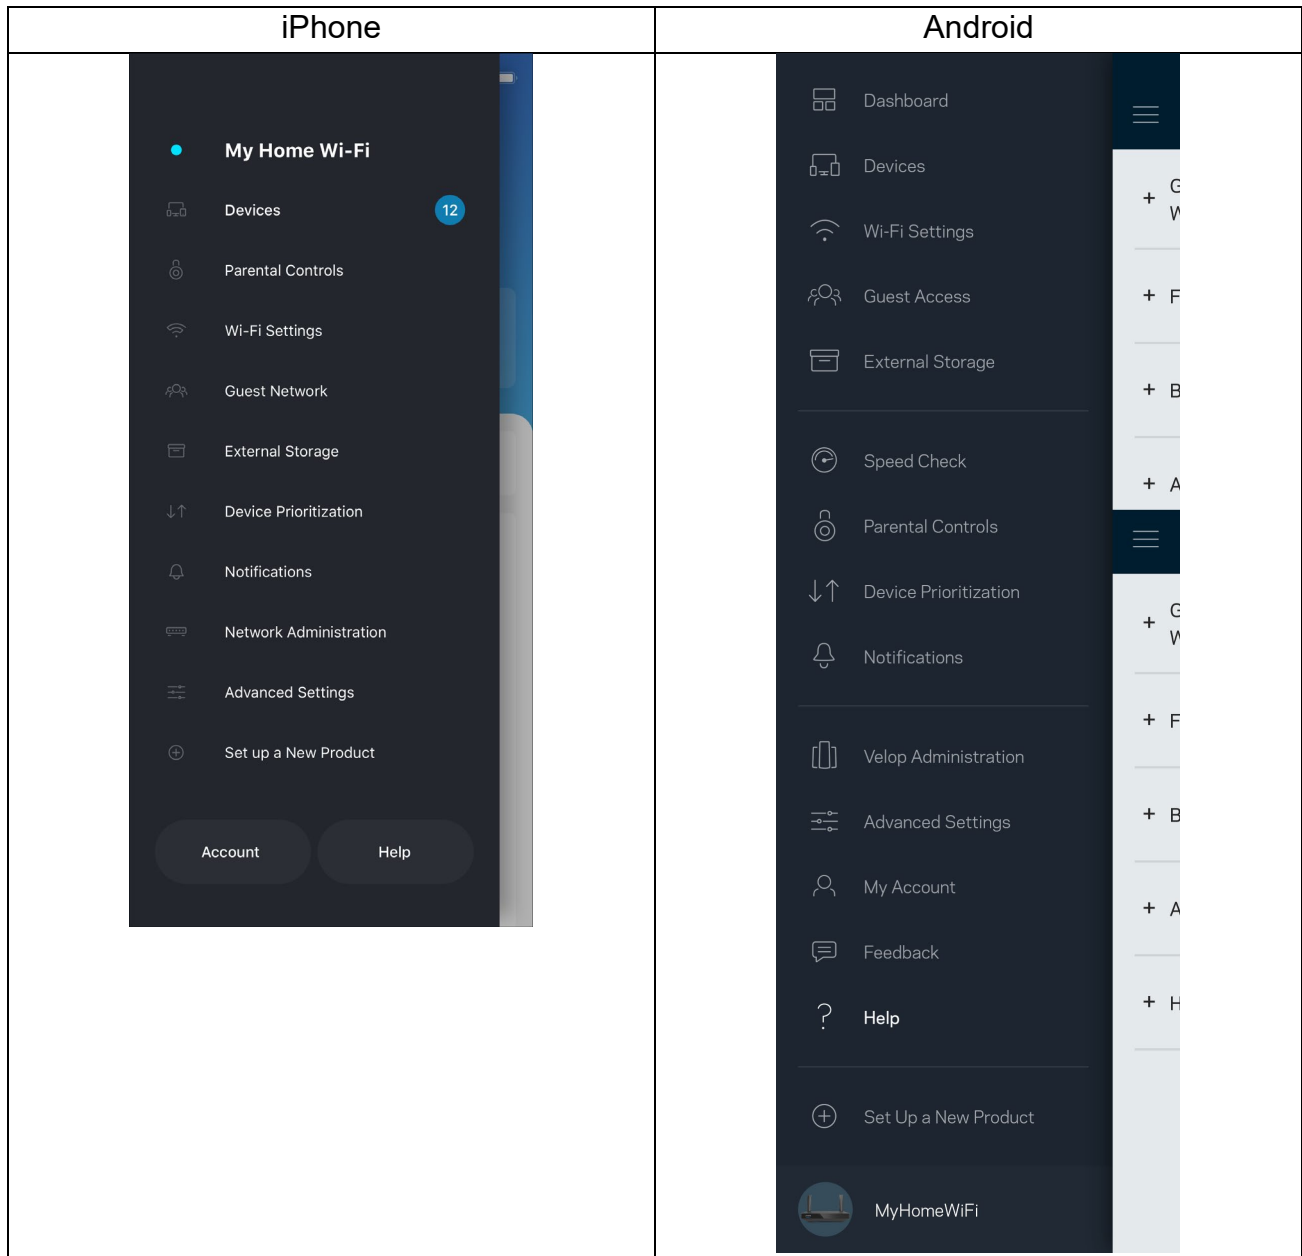 iPhone
Android
My Home Wi-Fi
Devices 12
Parental Controls
Wi-Fi Settings
Guest Network
External Storage
Device Prioritization
Notifications
Network Administration
Advanced Settings
Set up a New Product
Account Help
Dashboard
Devices
Wi-Fi Settings
Guest Access
External Storage
Speed Check
Parental Controls
Device Prioritization
Notifications
Velop Administration
Advanced Settings
My Account
Feedback
Help
Set Up a New Product
MyHomeWiFi
+ G
W
+ F
+ B
+ A
+ G
W
+ F
+ B
+ A
+ H